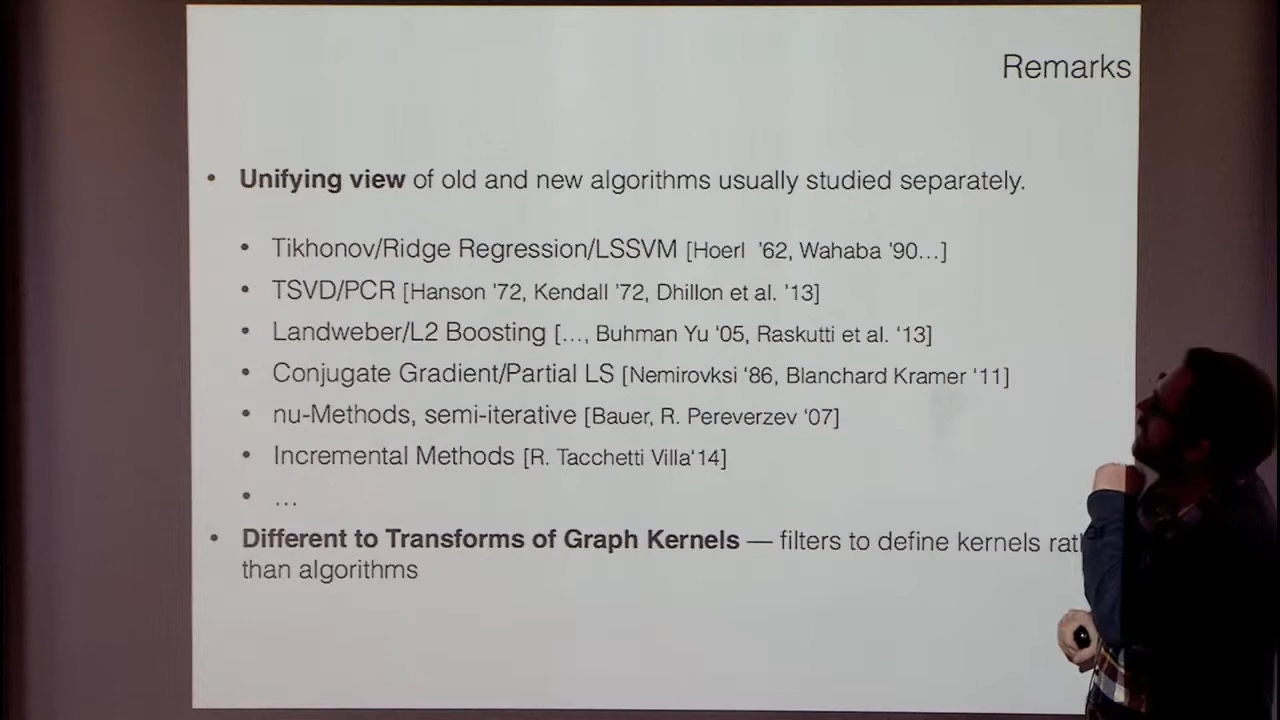 Remarks
• Unifying view of old and new algorithms usually studied separately.
• Tikhonov/Ridge Regression/LSSVM [Hoerl '62, Wahaba '90…]
• TSVD/PCR [Hanson '72, Kendall '72, Dhillon et al. '13]
• Landweber/L2 Boosting […, Buhman Yu '05, Raskutti et al. '13]
• Conjugate Gradient/Partial LS [Nemirovksi '86, Blanchard Kramer '11]
• nu-Methods, semi-iterative [Bauer, R. Pereverzev '07]
• Incremental Methods [R. Tacchetti Villa'14]
• …
• Different to Transforms of Graph Kernels — filters to define kernels rather
than algorithms